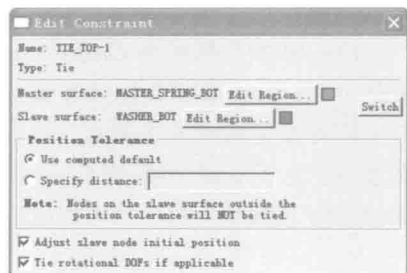 Edit Constraint
Name: TIE_TOP-1
Type: Tie
Master surface: MASTER_SPRING_BOT Edit Region...
Switch
Slave surface: WASHER_BOT Edit Region...
Position Tolerance
Use computed default
Specify distance:
Note: Nodes on the slave surface outside the
position tolerance will NOT be tied.
Adjust slave node initial position
Tie rotational DOFs if applicable